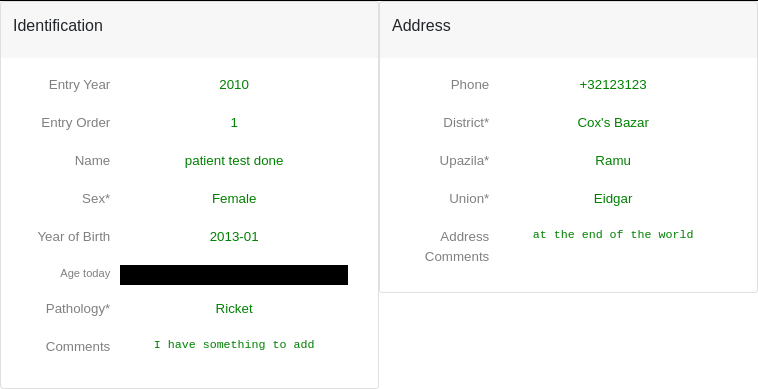 Identification
Entry Year 2010
Entry Order 1
Name patient test done
Sex* Female
Year of Birth 2013-01
Age today
Pathology* Ricket
Comments I have something to add
Address
Phone +32123123
District* Cox's Bazar
Upazila* Ramu
Union* Eidgar
Address at the end of the world
Comments